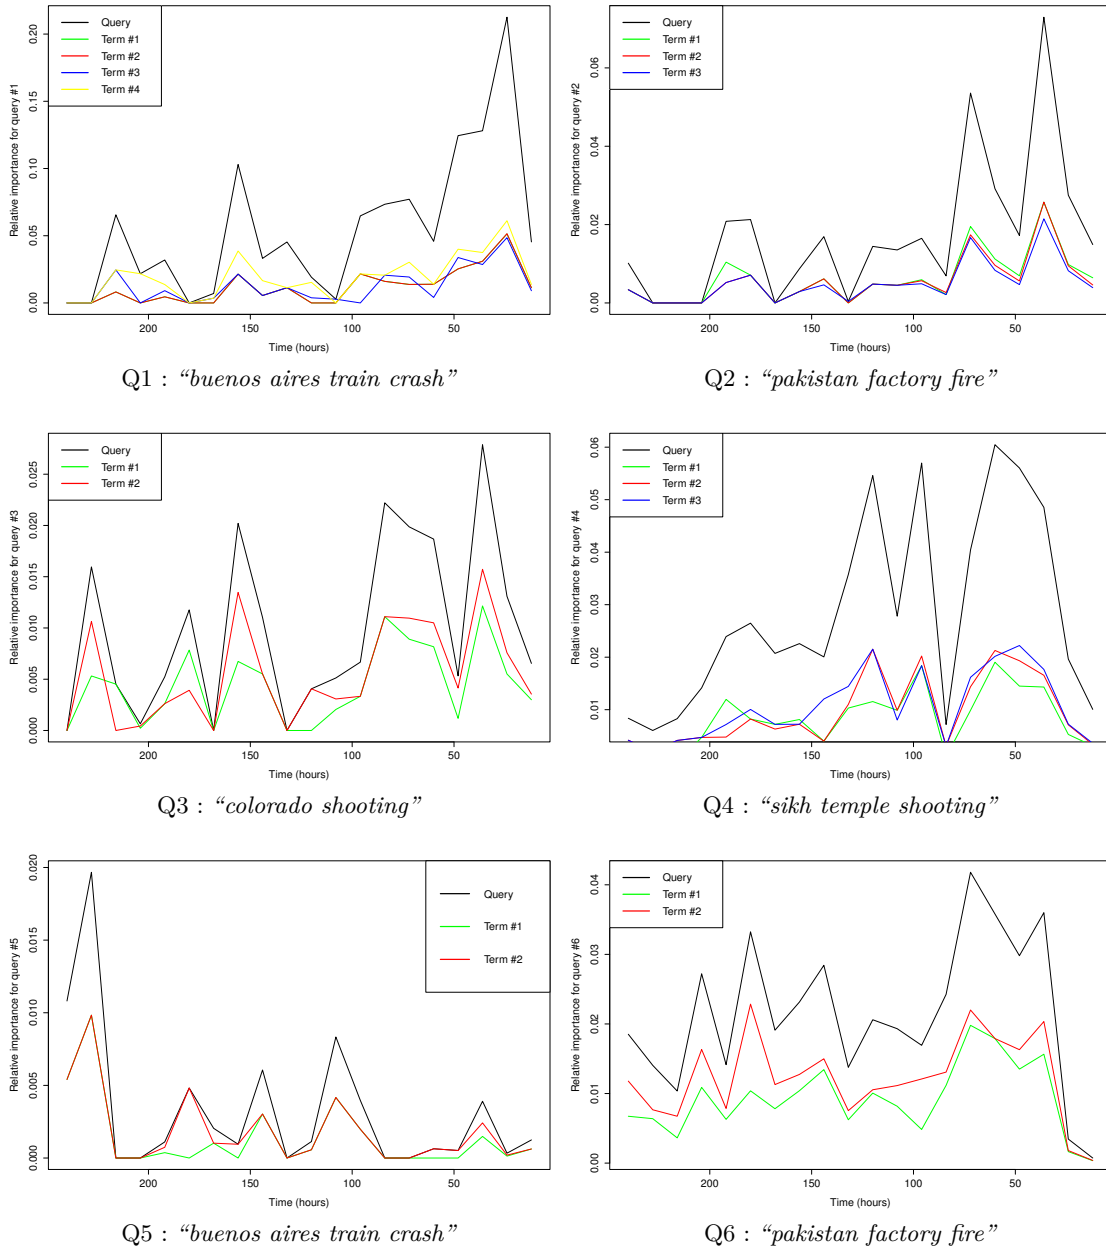 Relative importance for query #1
0.00 0.05 0.10 0.15 0.20
Query
Term #1
Term #2
Term #3
Term #4
200 150 100 50
Time (hours)
Q1 : “buenos aires train crash”
Relative importance for query #2
0.00 0.02 0.04 0.06
Query
Term #1
Term #2
Term #3
200 150 100 50
Time (hours)
Q2 : “pakistan factory fire”
Relative importance for query #3
0.000 0.005 0.010 0.015 0.020 0.025
Query
Term #1
Term #2
200 150 100 50
Time (hours)
Q3 : “colorado shooting”
Relative importance for query #4
0.01 0.02 0.03 0.04 0.05 0.06
Query
Term #1
Term #2
Term #3
200 150 100 50
Time (hours)
Q4 : “sikh temple shooting”
Relative importance for query #5
0.000 0.005 0.010 0.015 0.020
Query
Term #1
Term #2
200 150 100 50
Time (hours)
Q5 : “buenos aires train crash”
Relative importance for query #6
0.00 0.01 0.02 0.03 0.04
Query
Term #1
Term #2
200 150 100 50
Time (hours)
Q6 : “pakistan factory fire”